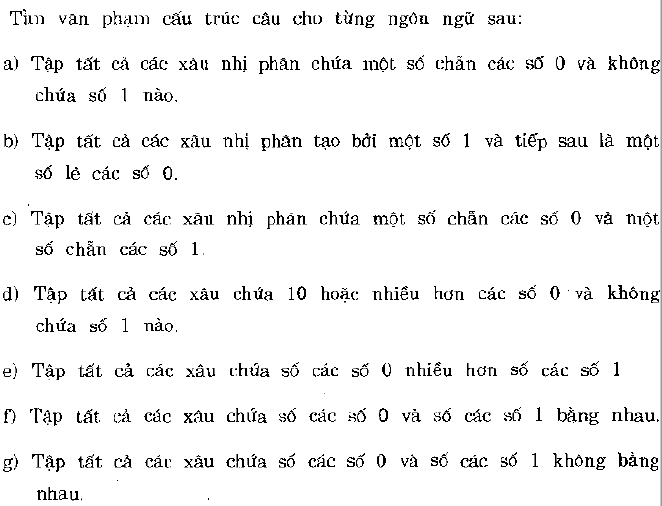 Tìm văn phạm cấu trúc câu cho từng ngôn ngữ sau:
a) Tập tất cả các xâu nhị phân chứa một số chẵn các số 0 và không
chứa số 1 nào.
b) Tập tất cả các xâu nhị phân tạo bởi một số 1 và tiếp sau là một
số lẻ các số 0.
c) Tập tất cả các xâu nhị phân chứa một số chẵn các số 0 và một
số chẵn các số 1.
d) Tập tất cả các xâu chứa 10 hoặc nhiều hơn các số 0 và không
chứa số 1 nào.
e) Tập tất cả các xâu chứa số các số 0 nhiều hơn số các số 1
f) Tập tất cả các xâu chứa số các số 0 và số các số 1 bằng nhau.
g) Tập tất cả các xâu chứa số các số 0 và số các số 1 không bằng
nhau.